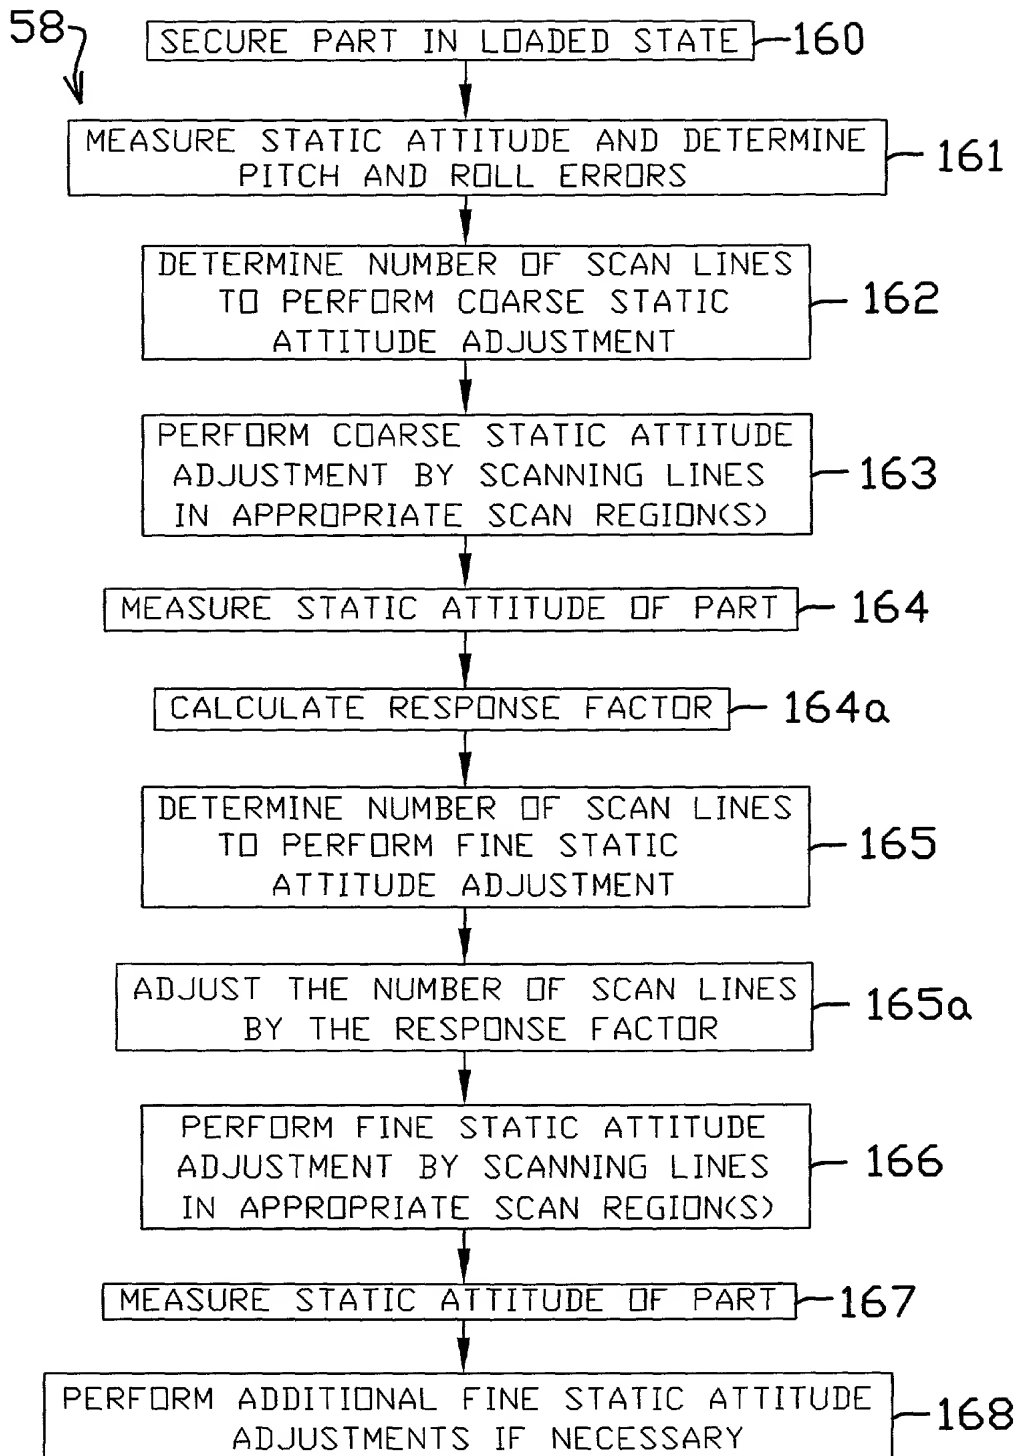 58
SECURE PART IN LOADED STATE
160
MEASURE STATIC ATTITUDE AND DETERMINE
PITCH AND ROLL ERRORS
161
DETERMINE NUMBER OF SCAN LINES
TO PERFORM COARSE STATIC
ATTITUDE ADJUSTMENT
162
PERFORM COARSE STATIC ATTITUDE
ADJUSTMENT BY SCANNING LINES
IN APPROPRIATE SCAN REGION(S)
163
MEASURE STATIC ATTITUDE OF PART
164
CALCULATE RESPONSE FACTOR
164a
DETERMINE NUMBER OF SCAN LINES
TO PERFORM FINE STATIC
ATTITUDE ADJUSTMENT
165
ADJUST THE NUMBER OF SCAN LINES
BY THE RESPONSE FACTOR
165a
PERFORM FINE STATIC ATTITUDE
ADJUSTMENT BY SCANNING LINES
IN APPROPRIATE SCAN REGION(S)
166
MEASURE STATIC ATTITUDE OF PART
167
PERFORM ADDITIONAL FINE STATIC ATTITUDE
ADJUSTMENTS IF NECESSARY
168